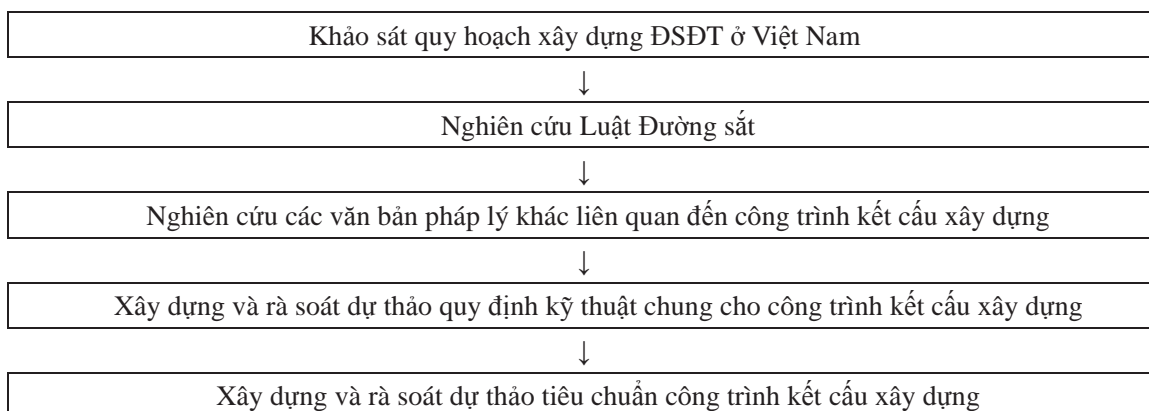 Khảo sát quy hoạch xây dựng ĐSĐT ở Việt Nam
↓
Nghiên cứu Luật Đường sắt
↓
Nghiên cứu các văn bản pháp lý khác liên quan đến công trình kết cấu xây dựng
↓
Xây dựng và rà soát dự thảo quy định kỹ thuật chung cho công trình kết cấu xây dựng
↓
Xây dựng và rà soát dự thảo tiêu chuẩn công trình kết cấu xây dựng